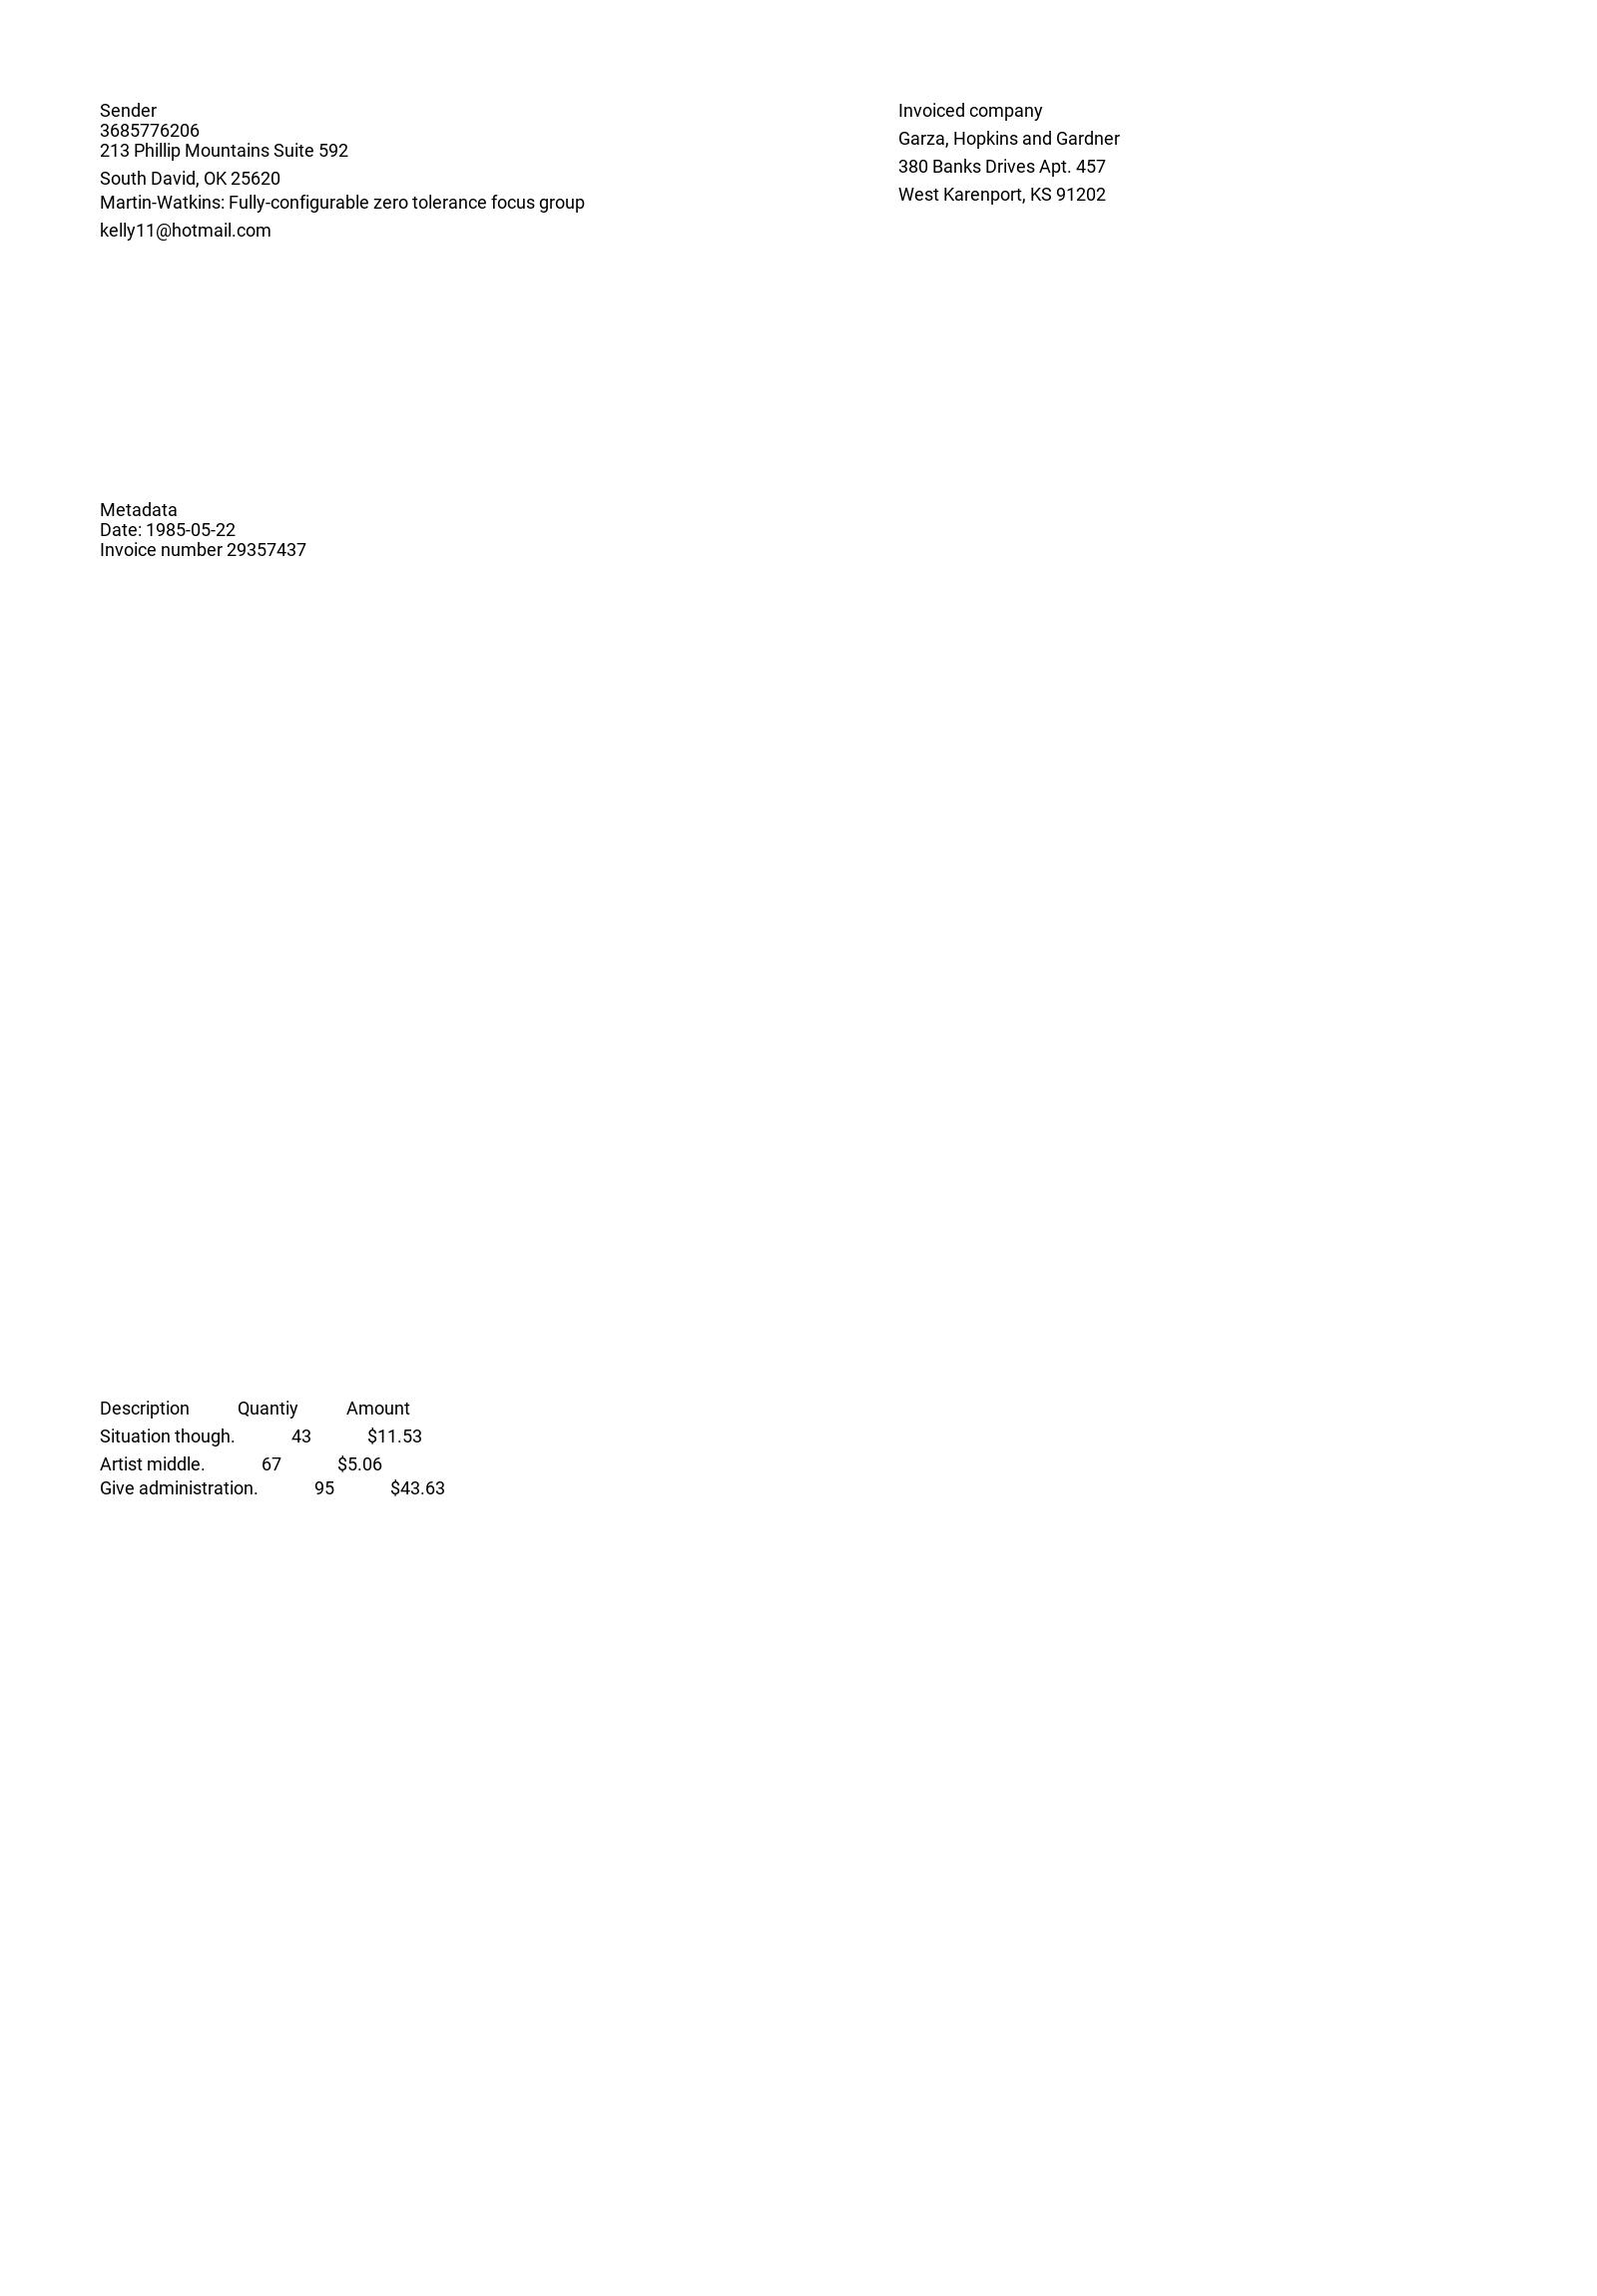 Sender
3685776206
213 Phillip Mountains Suite 592
South David, OK 25620
Martin-Watkins: Fully-configurable zero tolerance focus group
kelly11@hotmail.com
Invoiced company
Garza, Hopkins and Gardner
380 Banks Drives Apt. 457
West Karenport, KS 91202
Metadata
Date: 1985-05-22
Invoice number 29357437
Description Quantiy Amount
Situation though. 43 $11.53
Artist middle. 67 $5.06
Give administration. 95 $43.63